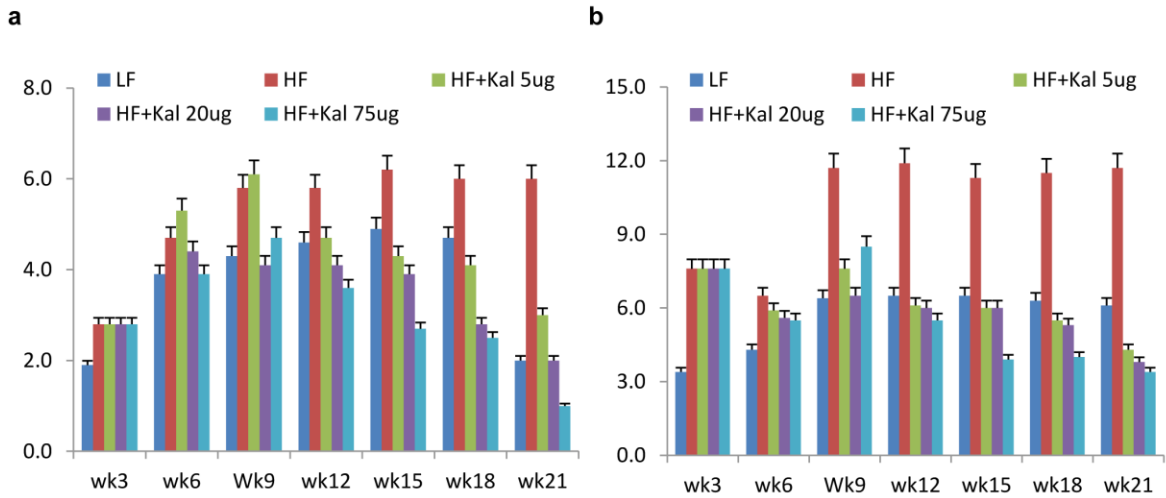 a
LF HF HF+Kal 5ug
HF+Kal 20ug HF+Kal 75ug
8.0
6.0
4.0
2.0
0.0
wk3 wk6 Wk9 wk12 wk15 wk18 wk21
b
LF HF HF+Kal 5ug
HF+Kal 20ug HF+Kal 75ug
15.0
12.0
9.0
6.0
3.0
0.0
wk3 wk6 Wk9 wk12 wk15 wk18 wk21